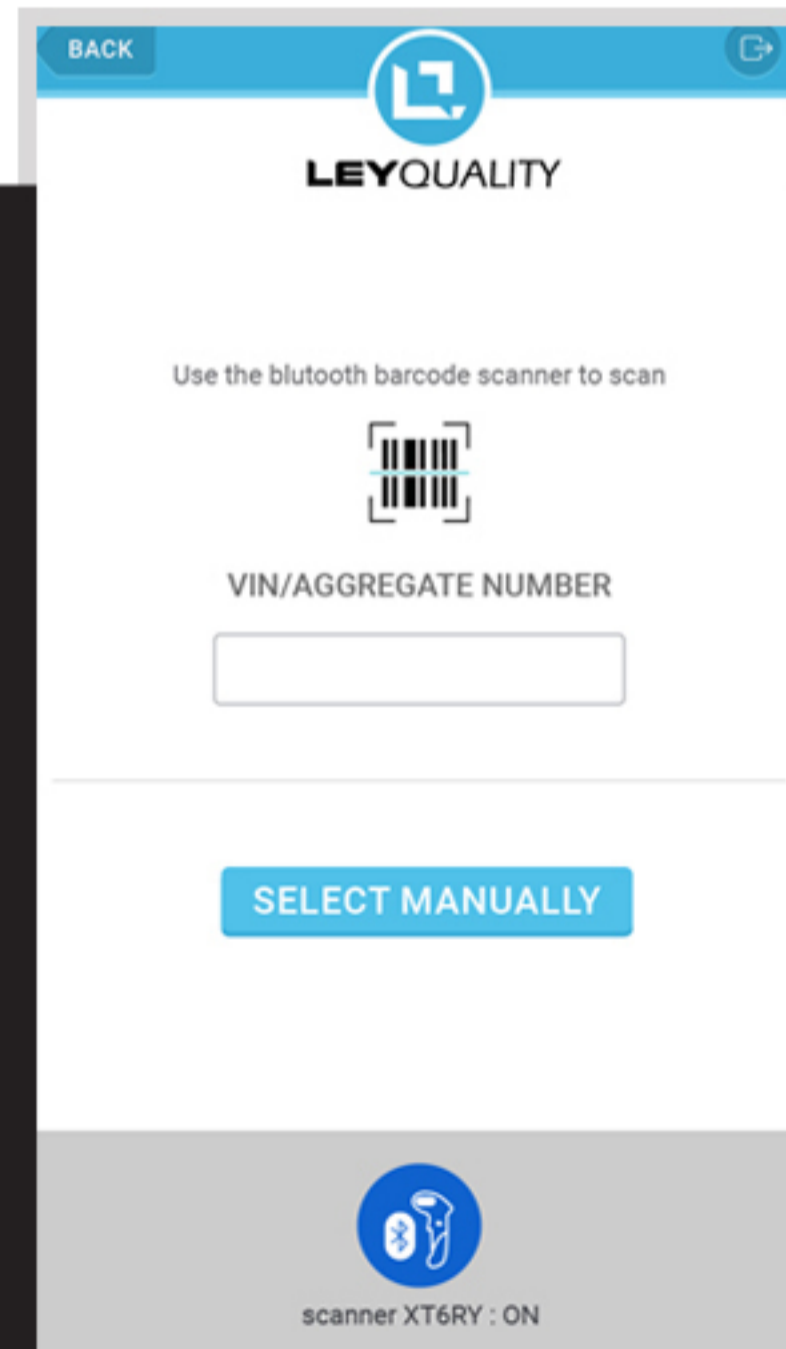 BACK
LEYQUALITY
Use the blutooth barcode scanner to scan
VIN/AGGREGATE NUMBER
SELECT MANUALLY
scanner XT6RY : ON